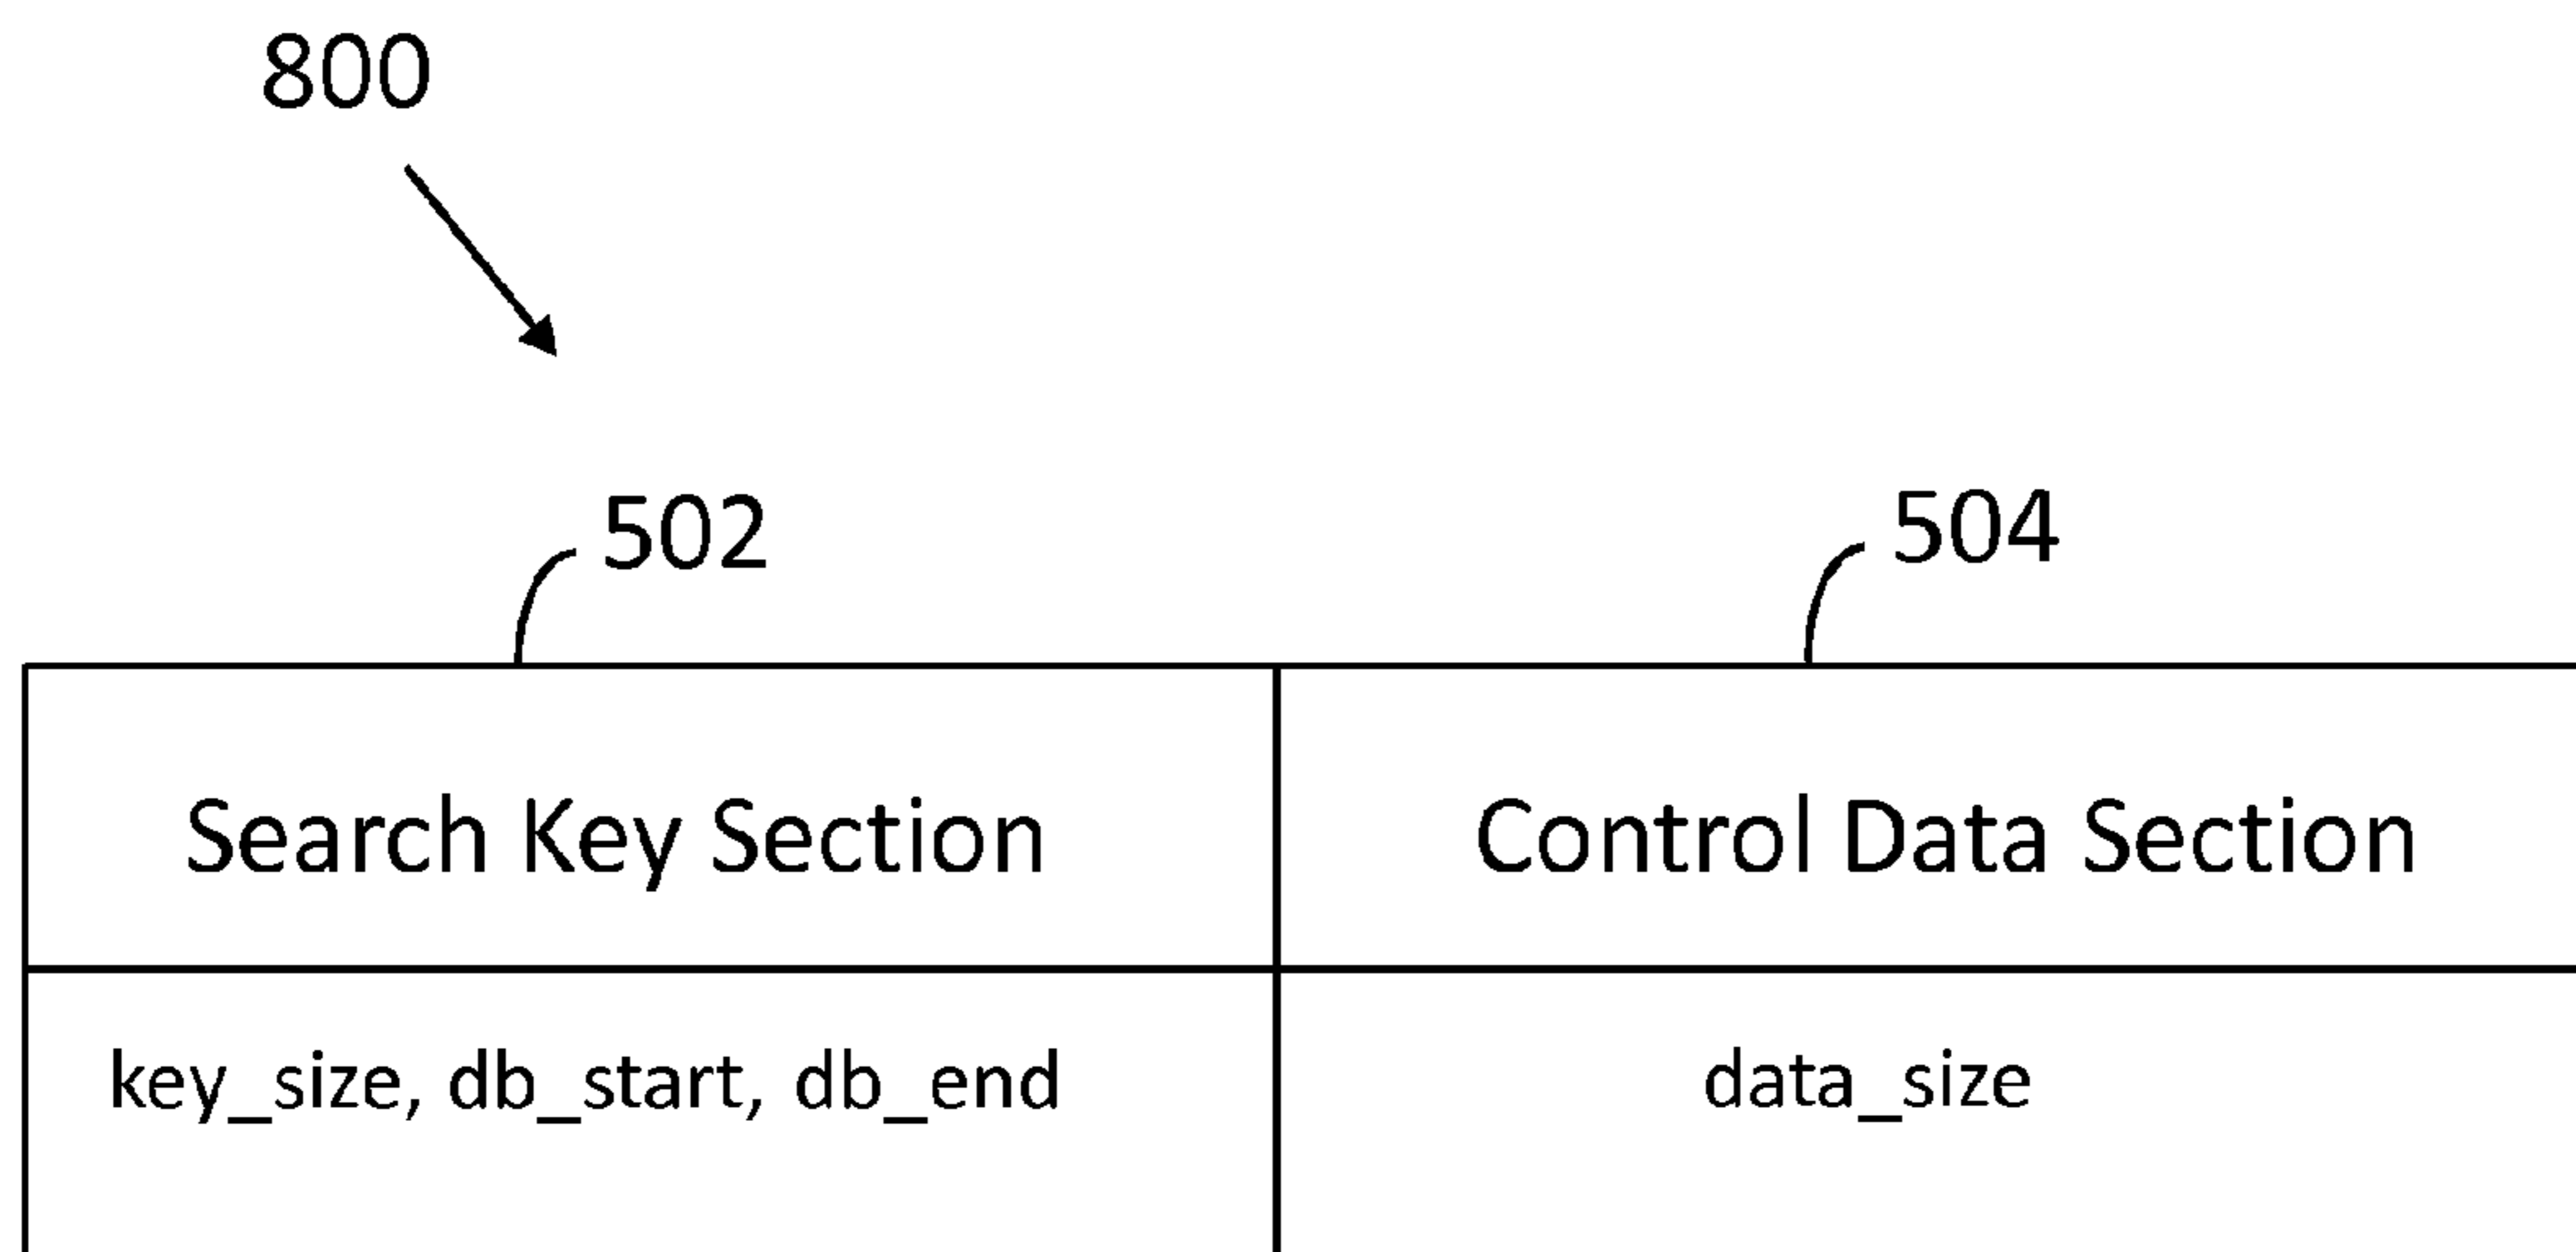 800
502
504
Search Key Section
Control Data Section
key_size, db_start, db_end
data_size